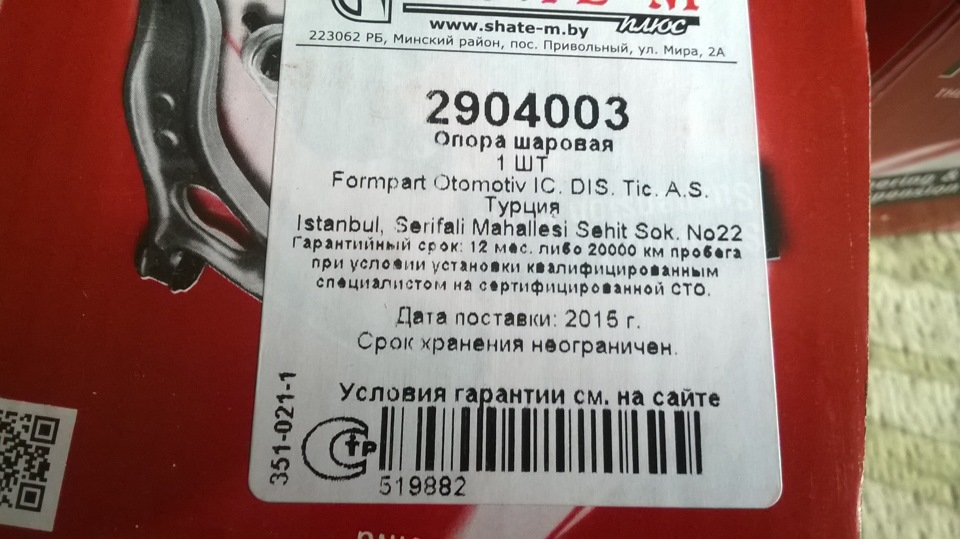 www.shate-m.by
плюс
223062 РБ, Минский район, пос. Привольный, ул. Мира, 2А
2904003
Опора шаровая
1 ШТ
Formpart Otomotiv IC. DIS. Tic. A.S.
Турция
Istanbul, Serifali Mahallesi Sehit Sok. No22
Гарантийный срок: 12 мес. либо 20000 км пробега
при условии установки квалифицированным
специалистом на сертифицированной СТО.
Дата поставки: 2015 г.
Срок хранения неограничен.
Условия гарантии см. на сайте
351-021-1
тр
519882